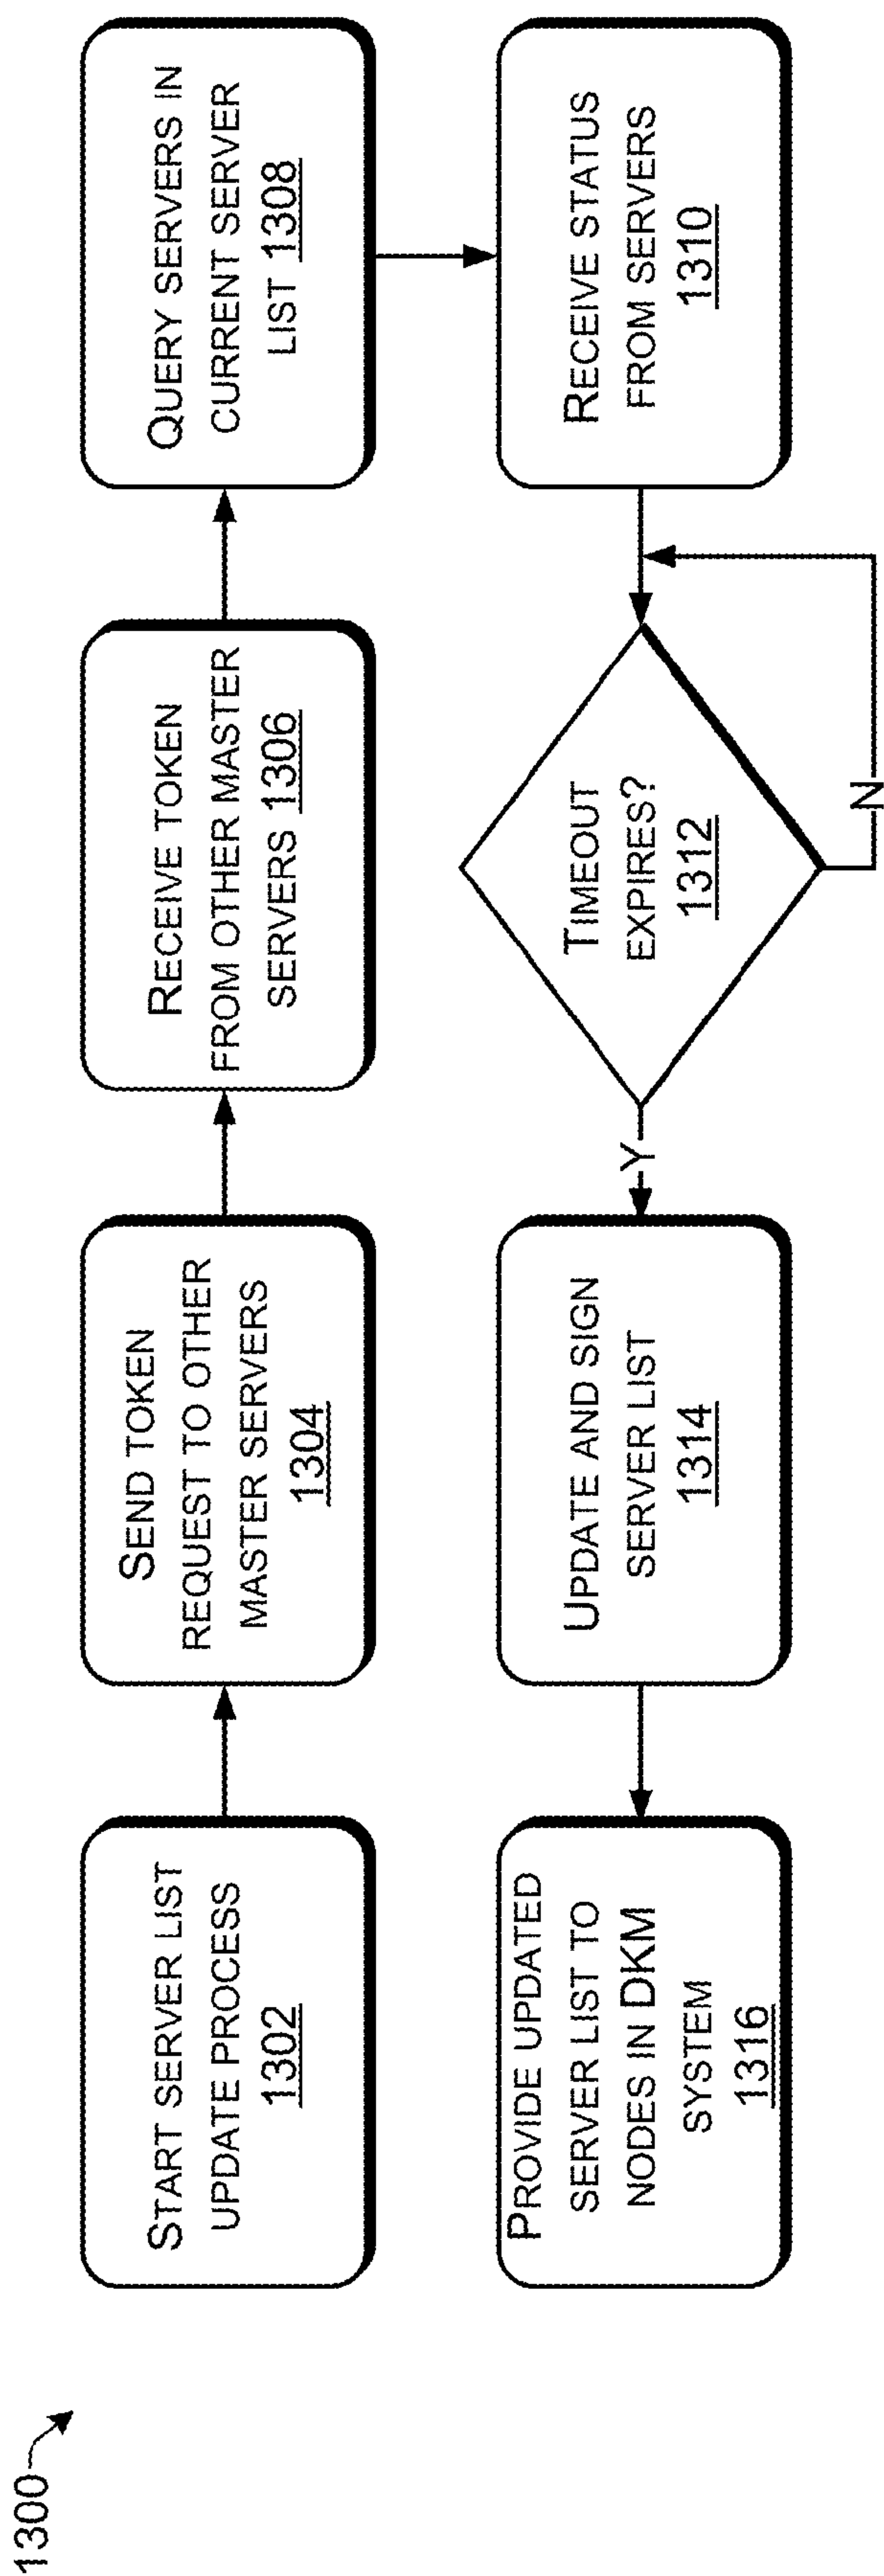 1300
START SERVER LIST
UPDATE PROCESS
1302
SEND TOKEN
REQUEST TO OTHER
MASTER SERVERS
1304
RECEIVE TOKEN
FROM OTHER MASTER
SERVERS 1306
QUERY SERVERS IN
CURRENT SERVER
LIST 1308
RECEIVE STATUS
FROM SERVERS
1310
TIMEOUT
EXPIRES?
1312
N
Y
UPDATE AND SIGN
SERVER LIST
1314
PROVIDE UPDATED
SERVER LIST TO
NODES IN DKM
SYSTEM
1316